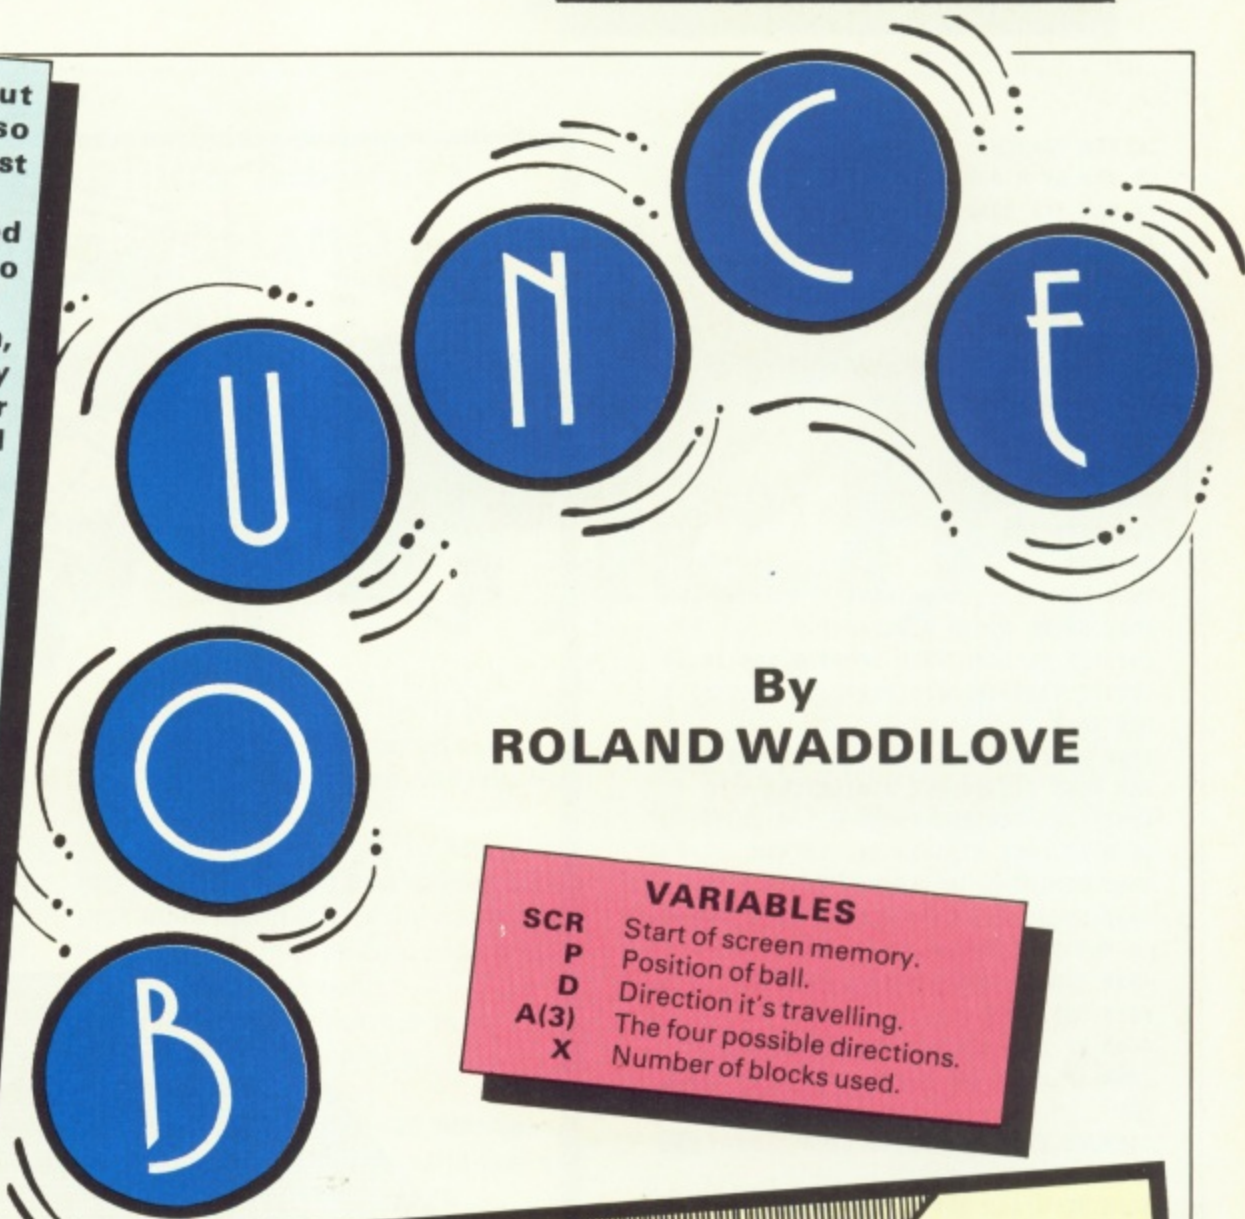 BOUNCE
By
ROLAND WADDILOVE
VARIABLES
SCR Start of screen memory.
P Position of ball.
D Direction it's travelling.
A(3) The four possible directions.
X Number of blocks used.